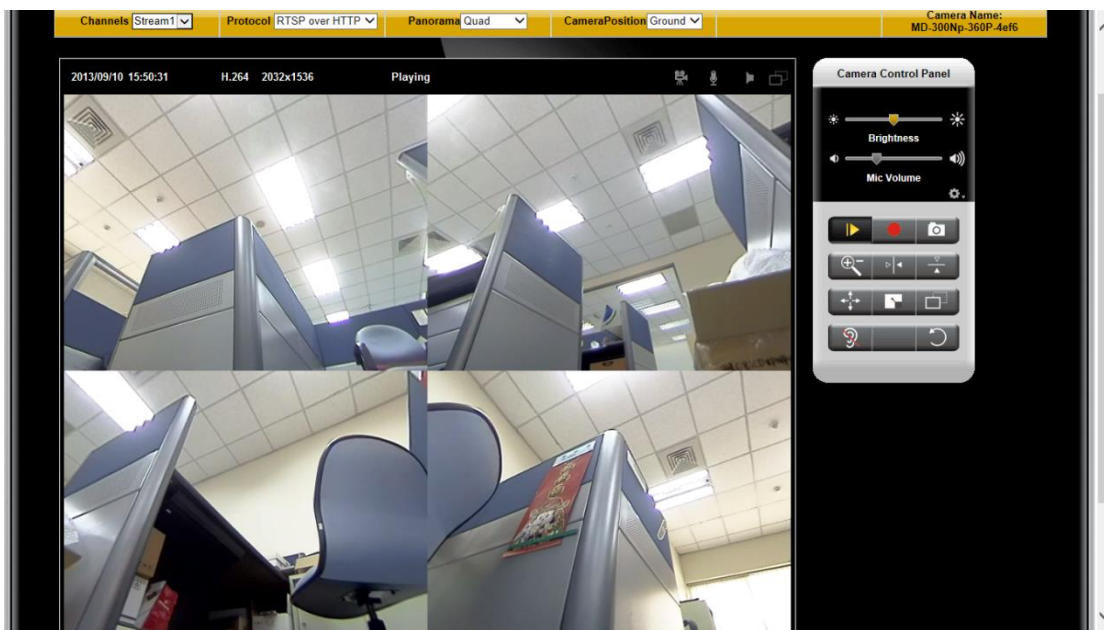 Channels Stream1 Protocol RTSP over HTTP Panorama Quad CameraPosition Ground Camera Name:
MD-300Np-360P-4ef6
2013/09/10 15:50:31 H.264 2032x1536 Playing
Camera Control Panel
Brightness
Mic Volume